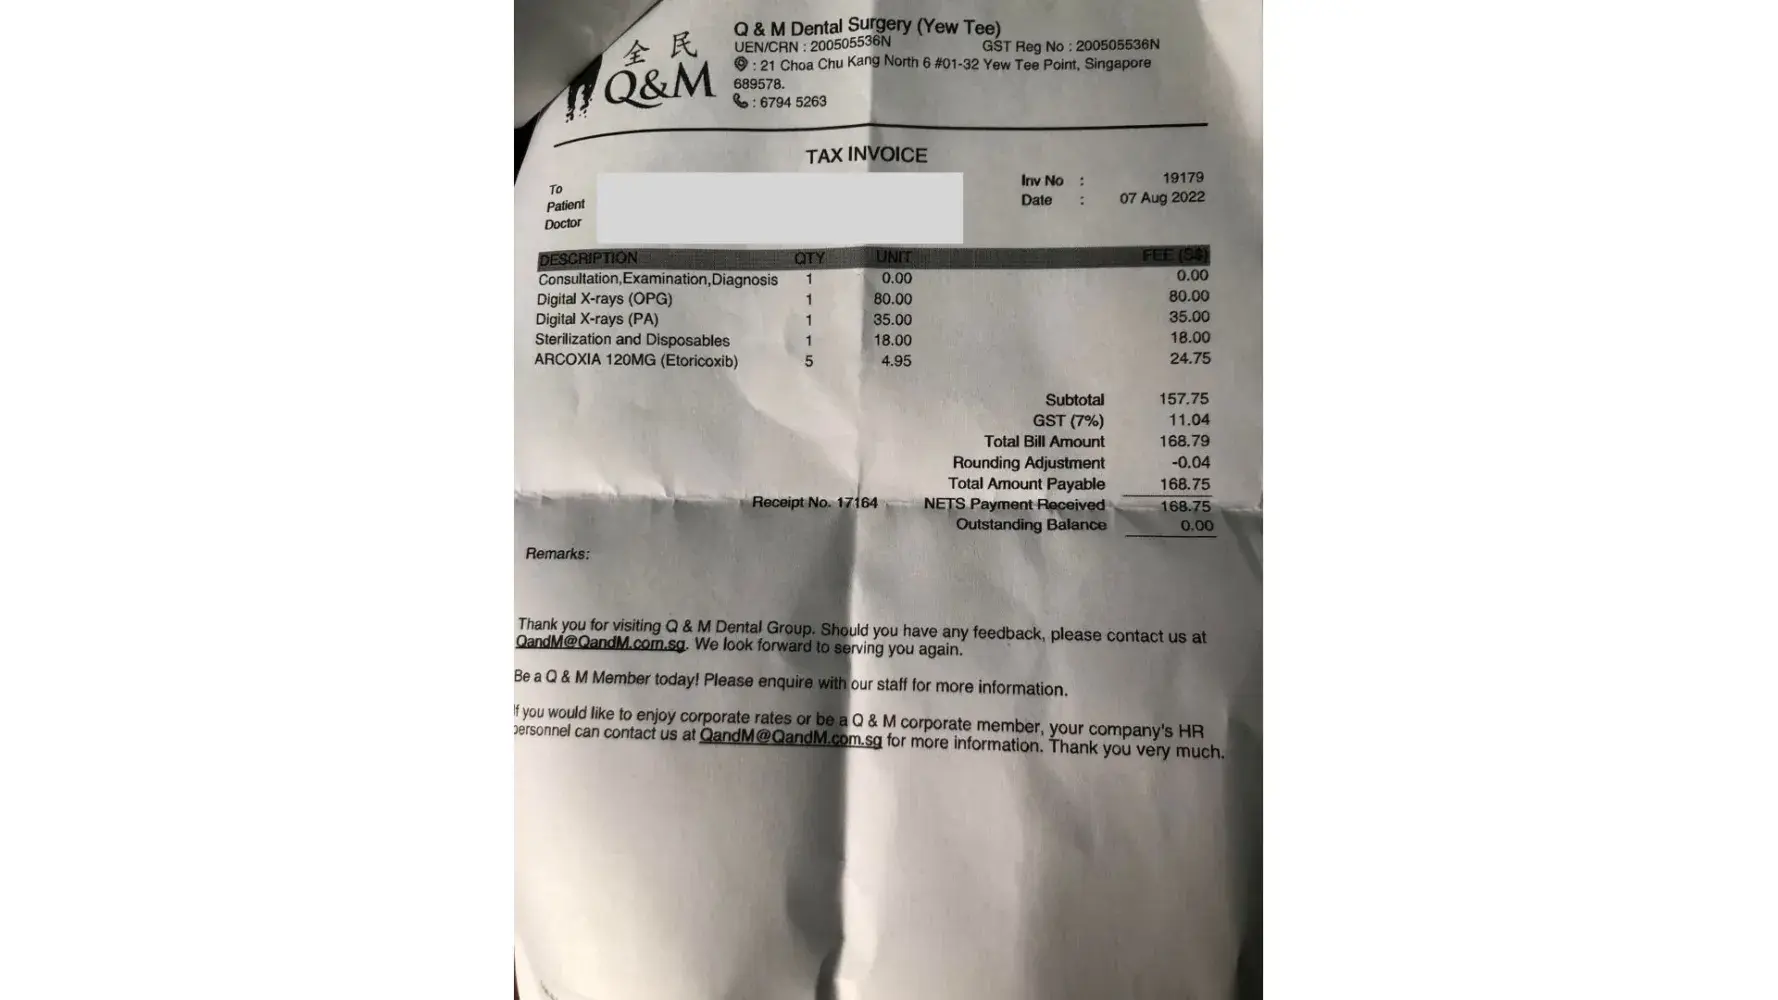 全民
Q&M
Q & M Dental Surgery (Yew Tee)
UEN/CRN : 200505536N GST Reg No : 200505536N
: 21 Choa Chu Kang North 6 #01-32 Yew Tee Point, Singapore
689578.
: 6794 5263
TAX INVOICE
To
Patient
Doctor
Inv No : 19179
Date : 07 Aug 2022
DESCRIPTION QTY UNIT FEE (S$)
Consultation,Examination,Diagnosis 1 0.00 0.00
Digital X-rays (OPG) 1 80.00 80.00
Digital X-rays (PA) 1 35.00 35.00
Sterilization and Disposables 1 18.00 18.00
ARCOXIA 120MG (Etoricoxib) 5 4.95 24.75
Subtotal 157.75
GST (7%) 11.04
Total Bill Amount 168.79
Rounding Adjustment -0.04
Total Amount Payable 168.75
Receipt No. 17164 NETS Payment Received 168.75
Outstanding Balance 0.00
Remarks:
Thank you for visiting Q & M Dental Group. Should you have any feedback, please contact us at
QandM@QandM.com.sg. We look forward to serving you again.
Be a Q & M Member today! Please enquire with our staff for more information.
If you would like to enjoy corporate rates or be a Q & M corporate member, your company's HR
personnel can contact us at QandM@QandM.com.sg for more information. Thank you very much.